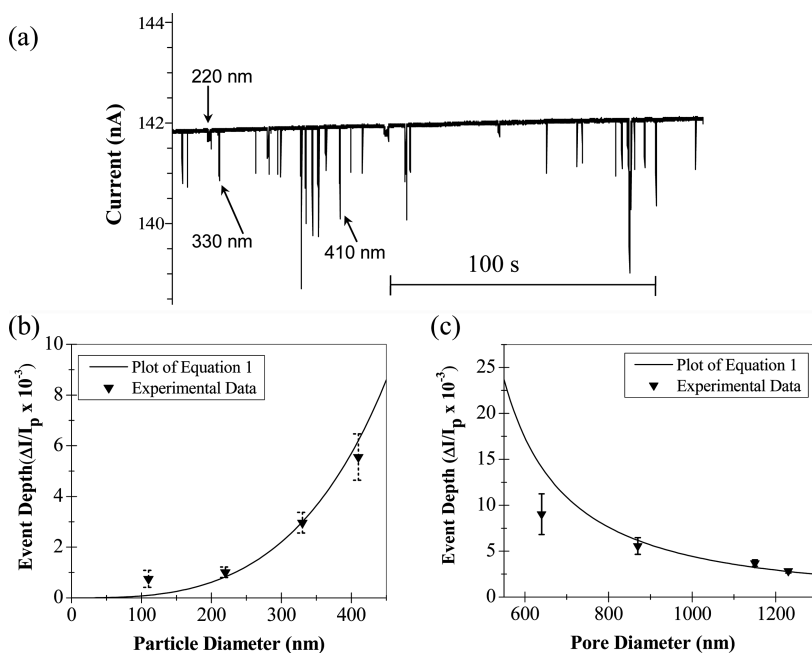 (a)
144
142
140
Current (nA)
220 nm
330 nm
410 nm
100 s
(b)
10
8
6
4
2
0
Event Depth(ΔI/Ip x 10-3)
Plot of Equation 1
Experimental Data
0 100 200 300 400
Particle Diameter (nm)
(c)
25
20
15
10
5
0
Event Depth (ΔI/Ip x 10-3)
Plot of Equation 1
Experimental Data
600 800 1000 1200
Pore Diameter (nm)